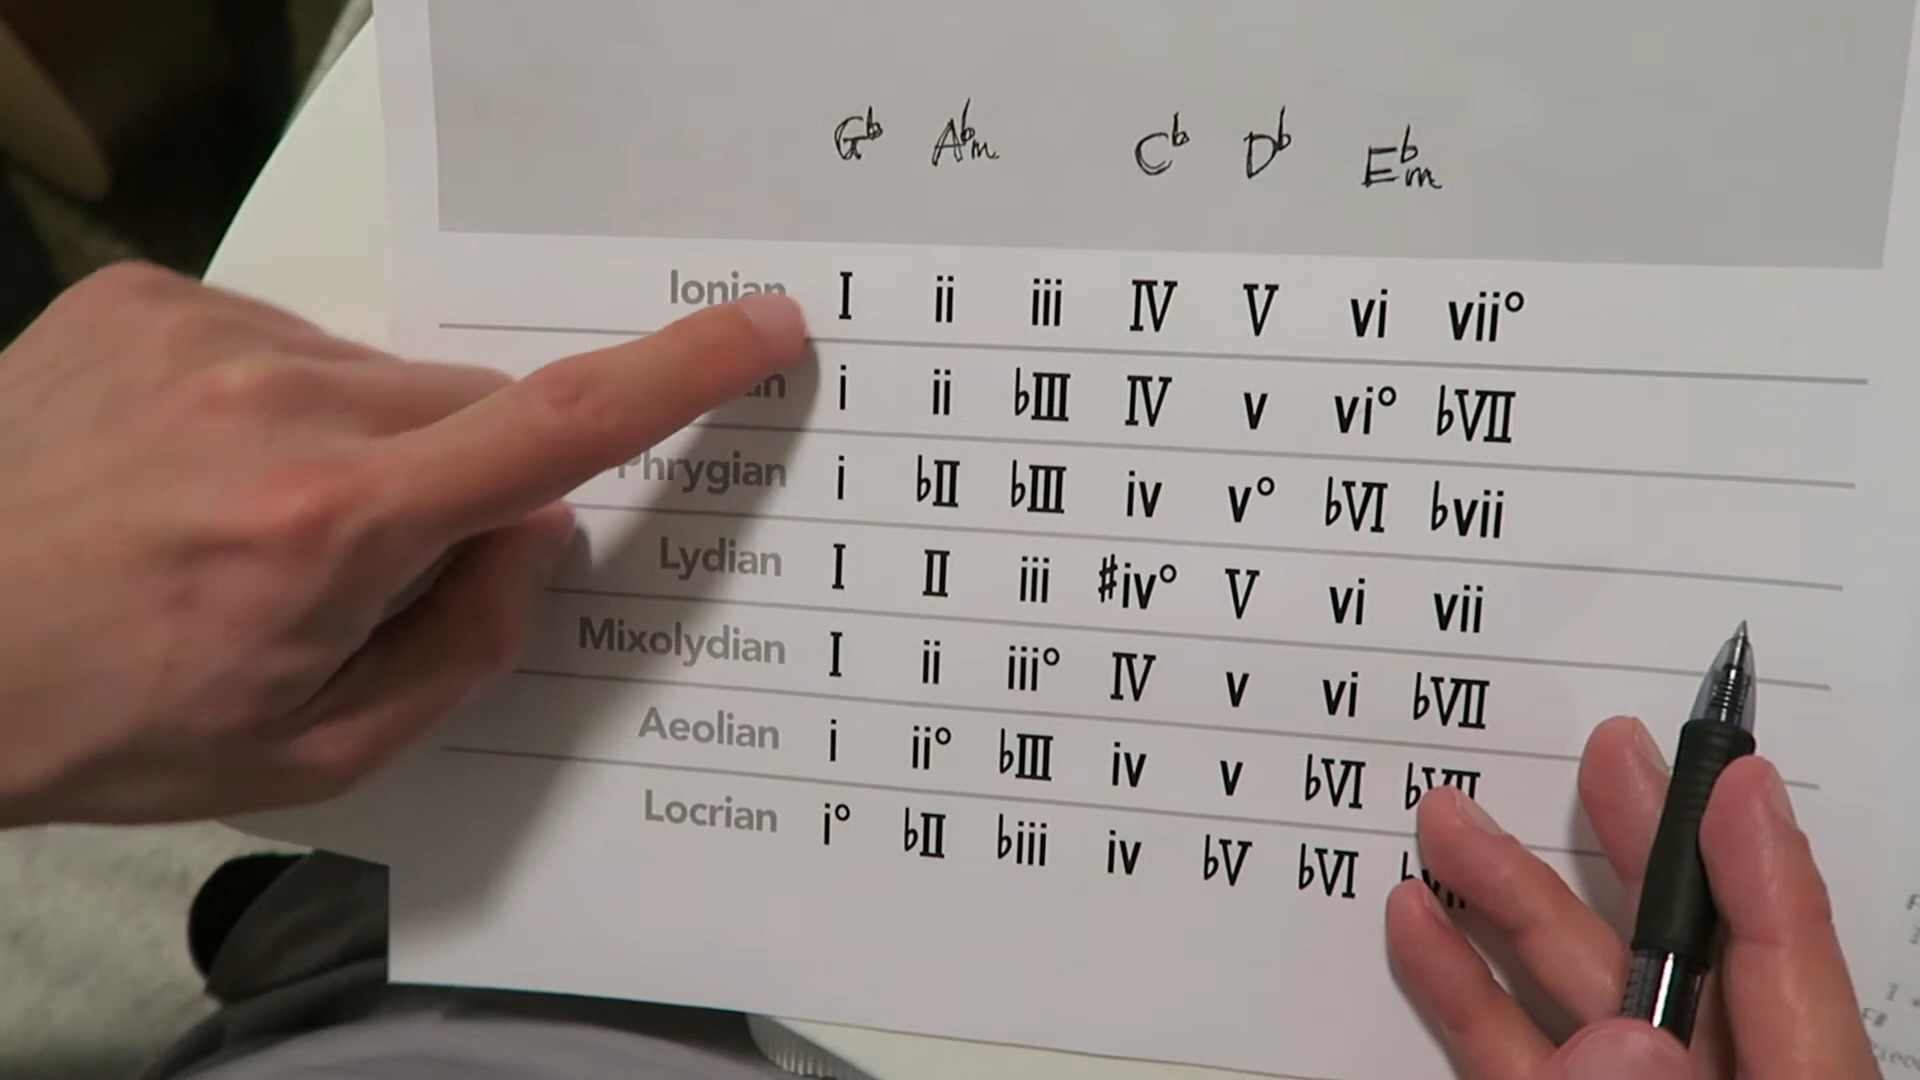 G♭ A♭m C♭ D♭ E♭m
Ionian I ii iii IV V vi vii°
i ii ♭III IV v vi° ♭VII
Phrygian i ♭II ♭III iv v° ♭VI ♭vii
Lydian I II iii #iv° V vi vii
Mixolydian I ii iii° IV v vi ♭VII
Aeolian i ii° ♭III iv v ♭VI ♭VII
Locrian i° ♭II ♭iii iv ♭V ♭VI